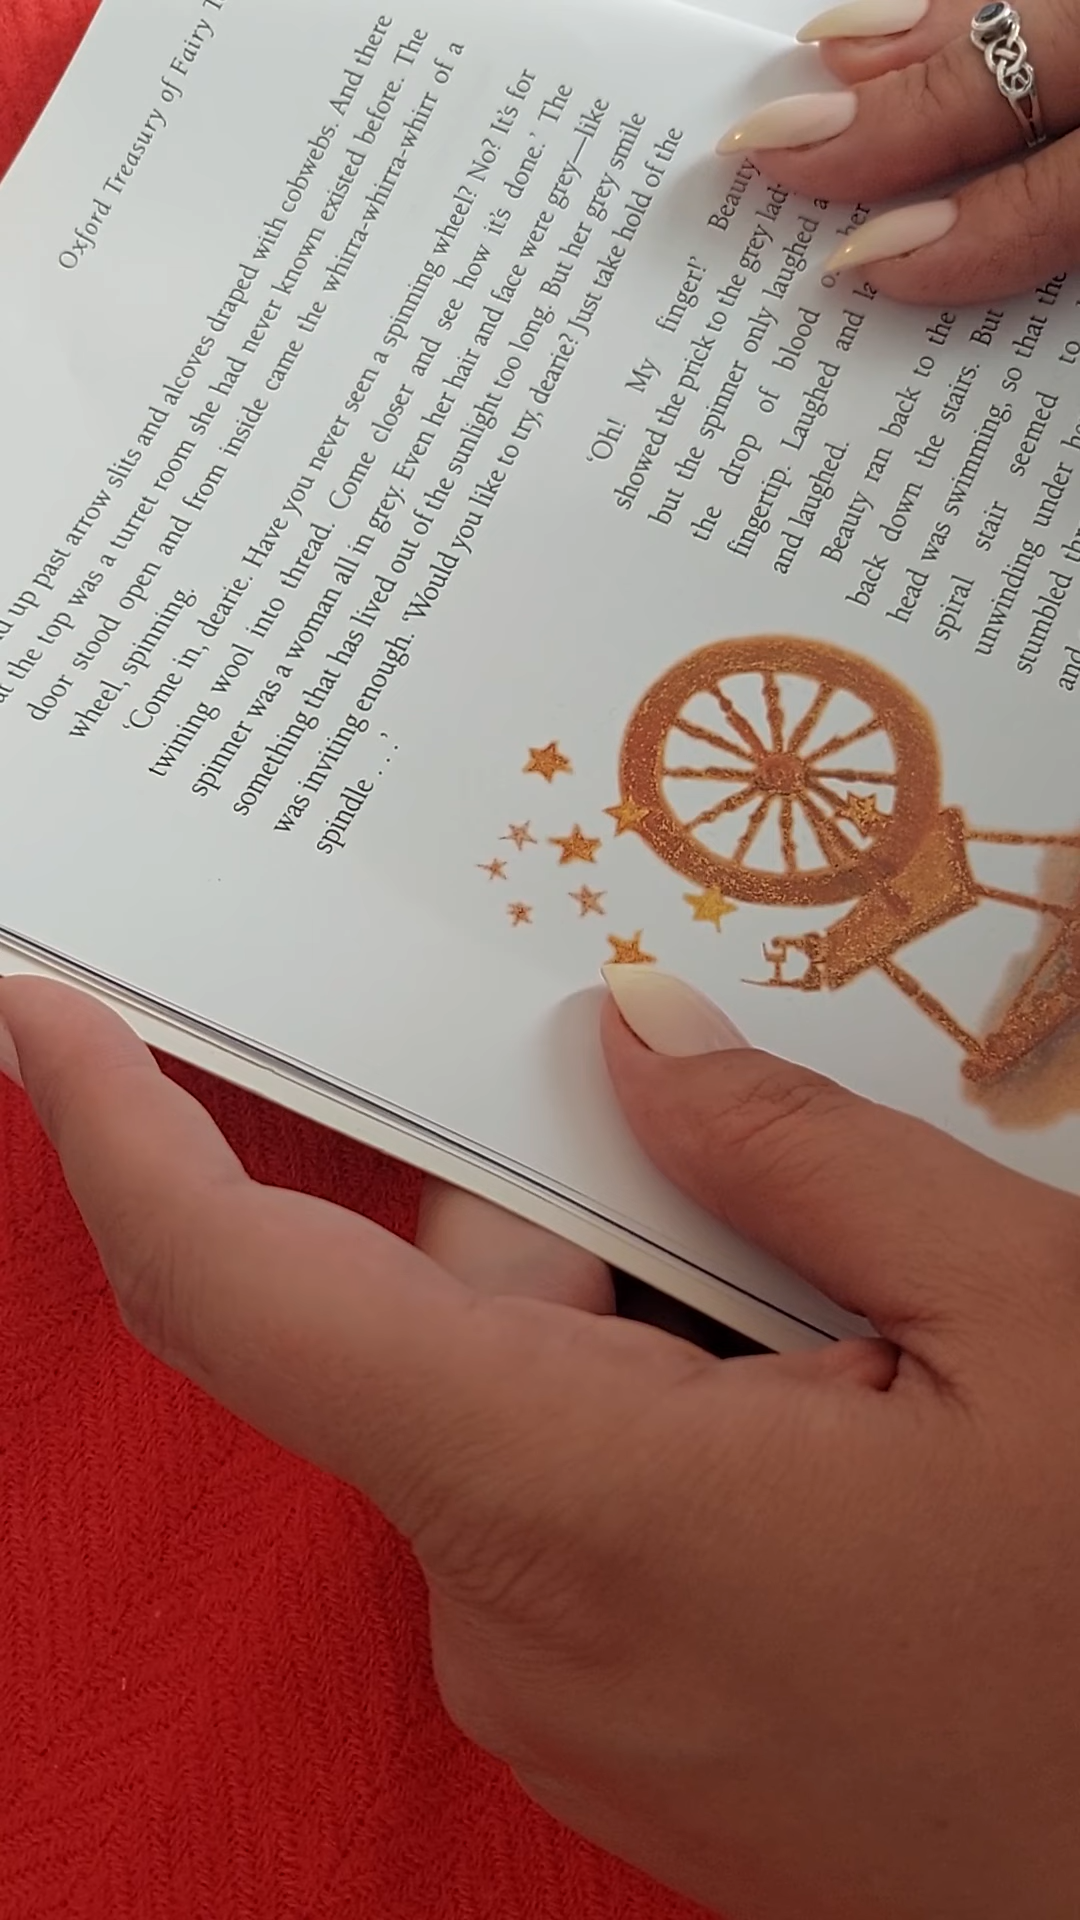 Oxford Treasury of Fairy
up past arrow slits and alcoves draped with cobwebs. And there
at the top was a turret room she had never known existed before. The
door stood open and from inside came the whirra-whirra-whirr of a
wheel, spinning.
‘Come in, dearie. Have you never seen a spinning wheel? No? It’s for
twining wool into thread. Come closer and see how it’s done.’ The
spinner was a woman all in grey. Even her hair and face were grey—like
something that has lived out of the sunlight too long. But her grey smile
was inviting enough. ‘Would you like to try, dearie? Just take hold of the
spindle . . . ’
‘Oh! My finger!’ Beauty
showed the prick to the grey
but the spinner only laughed
the drop of blood her
fingertip. Laughed and
and laughed.
Beauty ran back to the
back down the stairs. But
head was swimming, so that the
spiral stair seemed to
unwinding under
stumbled
and